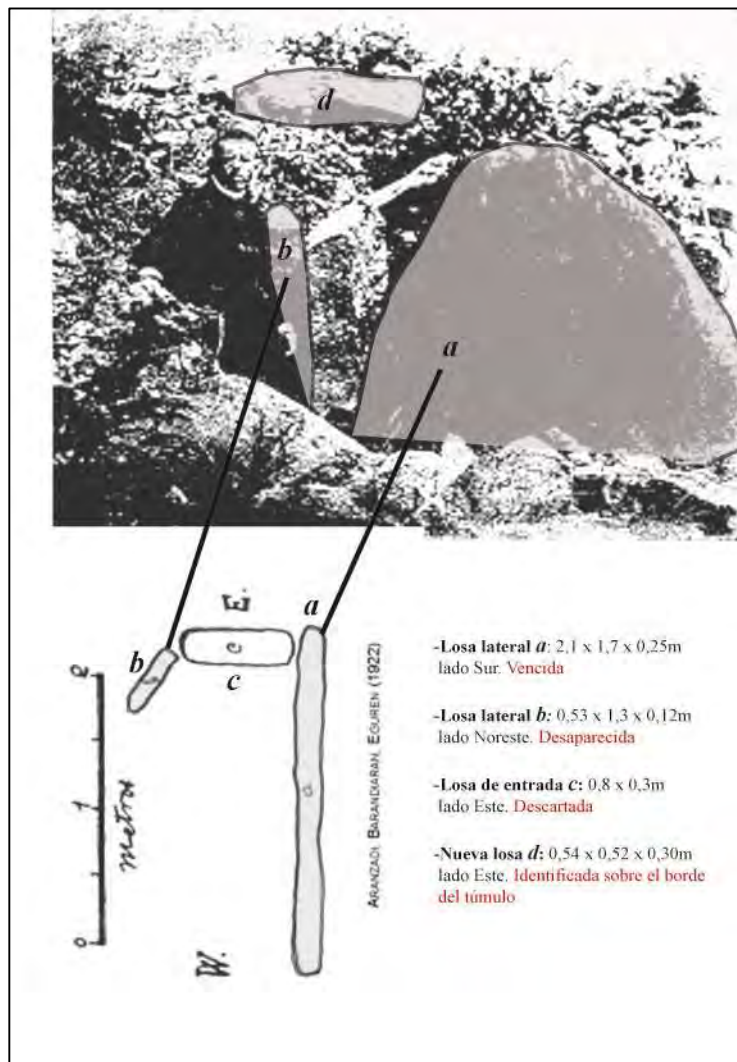 d
b
a
E.
a
b
c
c
2
1
metros
a
0
W.
ARANZADI, BARANDIARAN, EGUREN (1922)
-Losa lateral a: 2,1 x 1,7 x 0,25m
lado Sur. Vencida
-Losa lateral b: 0,53 x 1,3 x 0,12m
lado Noreste. Desaparecida
-Losa de entrada c: 0,8 x 0,3m
lado Este. Descartada
-Nueva losa d: 0,54 x 0,52 x 0,30m
lado Este. Identificada sobre el borde
del túmulo